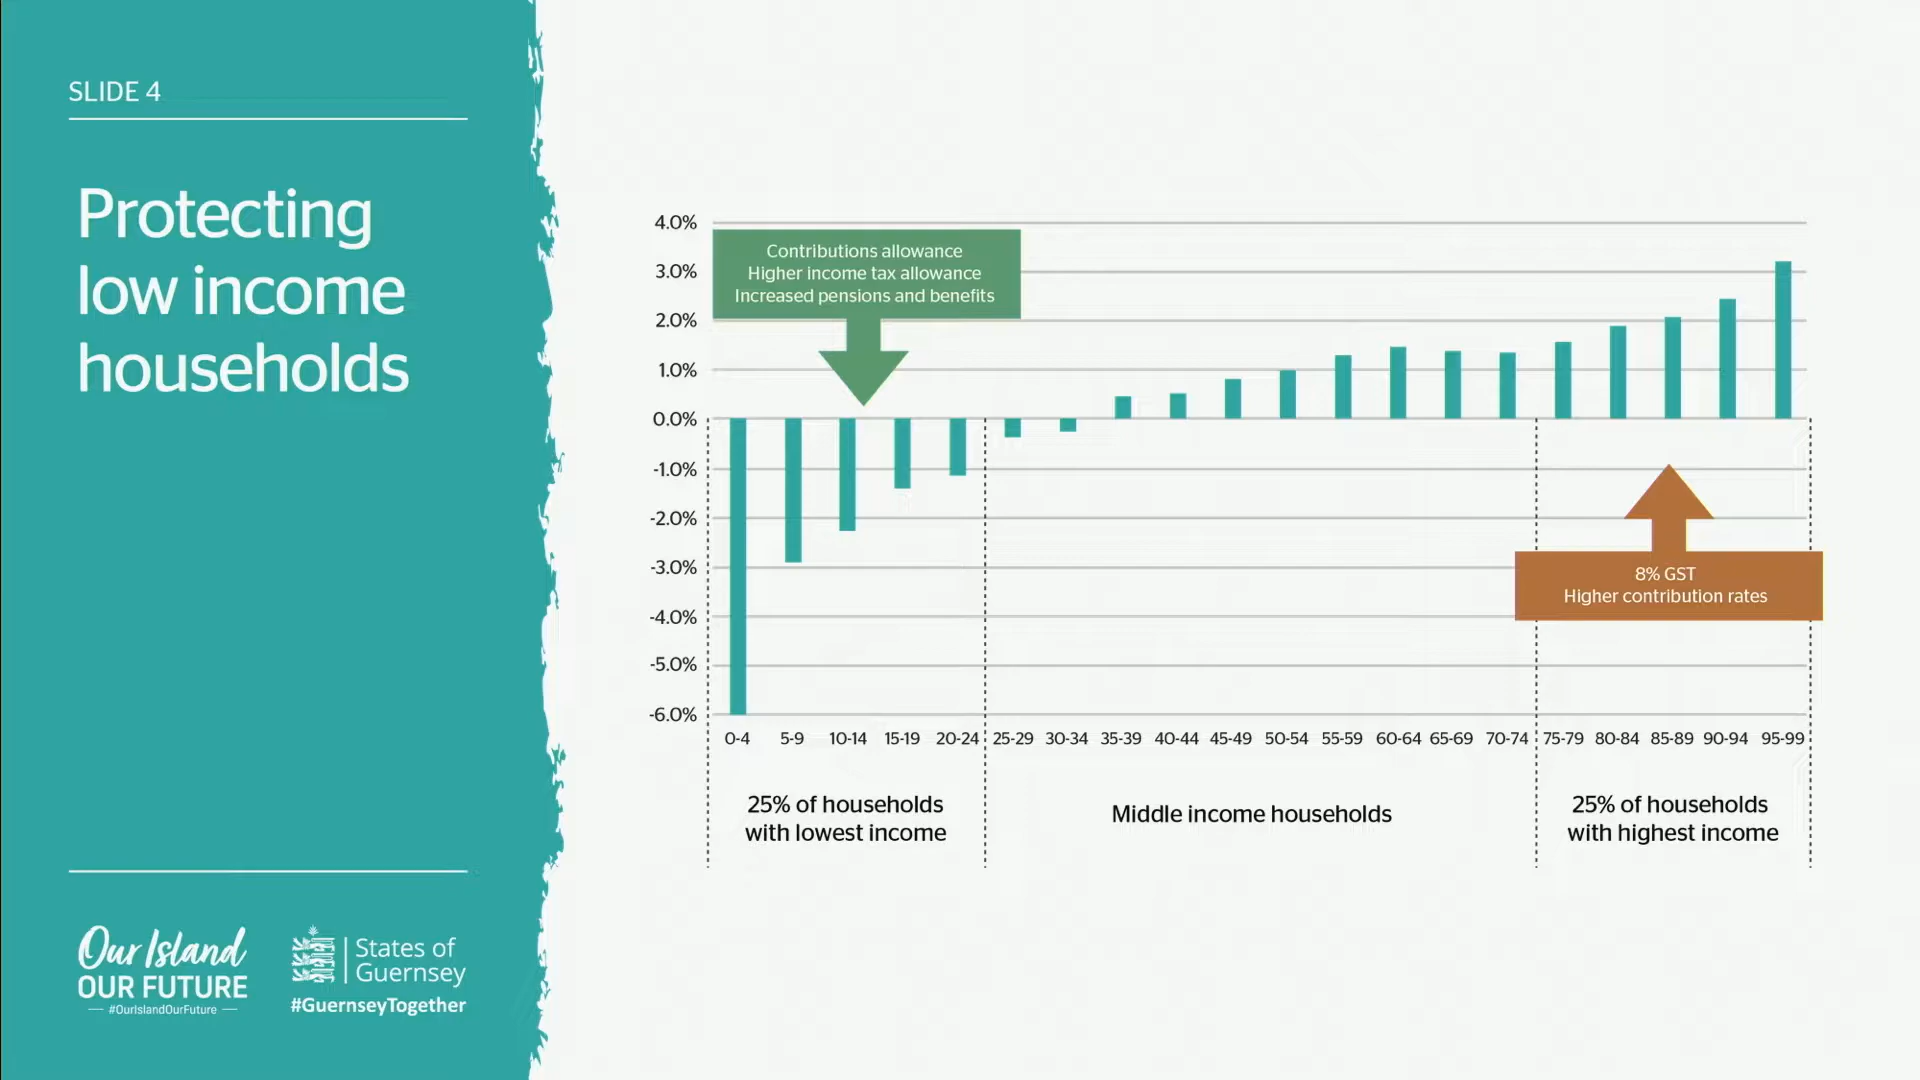 SLIDE 4
Protecting
low income
households
Our Island
OUR FUTURE
#OurIslandOurFuture
States of
Guernsey
#GuernseyTogether
4.0%
3.0%
2.0%
1.0%
0.0%
-1.0%
-2.0%
-3.0%
-4.0%
-5.0%
-6.0%
Contributions allowance
Higher income tax allowance
Increased pensions and benefits
8% GST
Higher contribution rates
0-4 5-9 10-14 15-19 20-24 25-29 30-34 35-39 40-44 45-49 50-54 55-59 60-64 65-69 70-74 75-79 80-84 85-89 90-94 95-99
25% of households
with lowest income
Middle income households
25% of households
with highest income